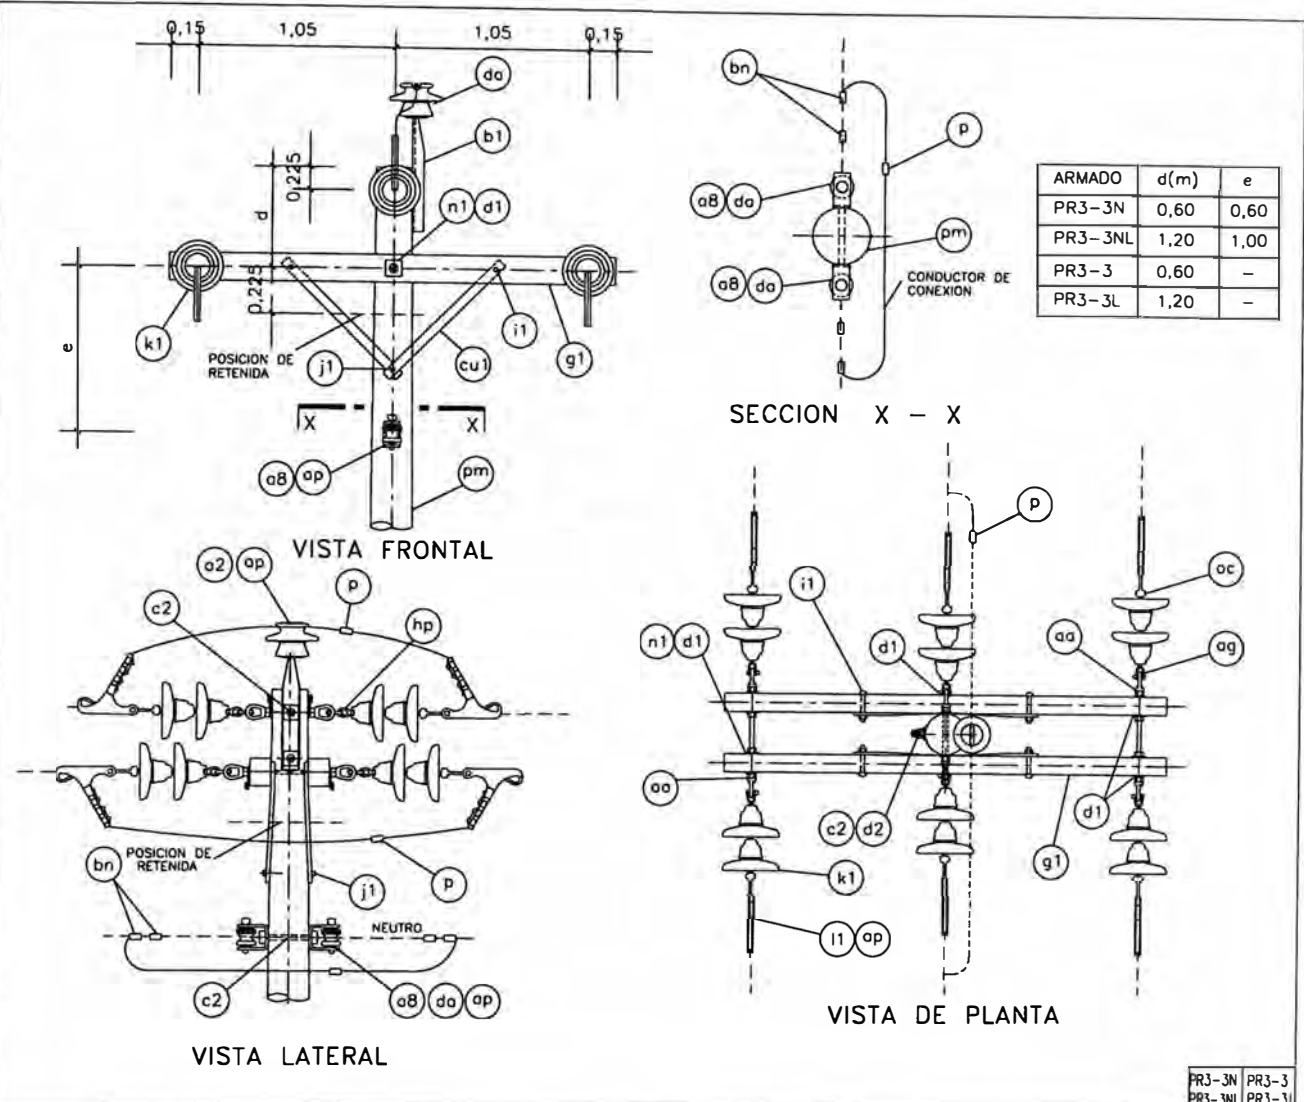 0,15
1,05
1,05
0,15
da
b1
0,225
d
n1 d1
0,225
e
k1
POSICION DE
RETENIDA
j1
cu1
i1
g1
X X
a8 ap
pm
VISTA FRONTAL
bn
p
a8 da
pm
a8 da
CONDUCTOR DE
CONEXION
SECCION X - X
ARMADO d(m) e
PR3-3N 0,60 0,60
PR3-3NL 1,20 1,00
PR3-3 0,60 -
PR3-3L 1,20 -
a2 ap
p
c2
hp
POSICION DE
RETENIDA
bn
j1
p
NEUTRO
c2
a8 da ap
VISTA LATERAL
p
i1
ac
n1 d1
d1
aa
ag
aa
c2 d2
d1
g1
k1
l1 ap
VISTA DE PLANTA
PR3-3N PR3-3
PR3-3NL PR3-3L